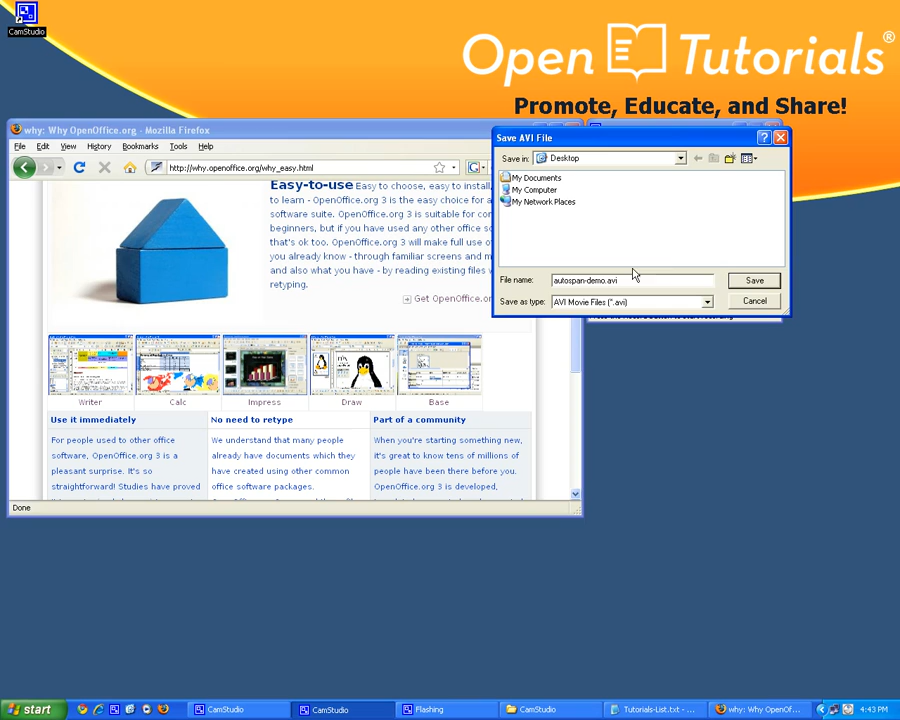 CamStudio
Open Tutorials®
Promote, Educate, and Share!
why: Why OpenOffice.org - Mozilla Firefox
File Edit View History Bookmarks Tools Help
http://why.openoffice.org/why_easy.html
Easy-to-use Easy to choose, easy to install,
to learn - OpenOffice.org 3 is the easy choice for a
software suite. OpenOffice.org 3 is suitable for
beginners, but if you have used any other office
that's ok too. OpenOffice.org 3 will make full use
you already know - through familiar screens and
and also what you have - by reading existing files
retyping.
Get OpenOffice.or
Writer Calc Impress Draw Base
Use it immediately
For people used to other office
software, OpenOffice.org 3 is a
pleasant surprise. It's so
straightforward! Studies have proved
No need to retype
We understand that many people
already have documents which they
have created using other common
office software packages.
Part of a community
When you're starting something new,
it's great to know tens of millions of
people have been there before you.
OpenOffice.org 3 is developed,
Done
Save AVI File
Save in: Desktop
My Documents
My Computer
My Network Places
File name: autospan-demo.avi Save
Save as type: AVI Movie Files (*.avi) Cancel
start CamStudio CamStudio Flashing CamStudio Tutorials-List.txt - ... why: Why OpenOf... 4:43 PM